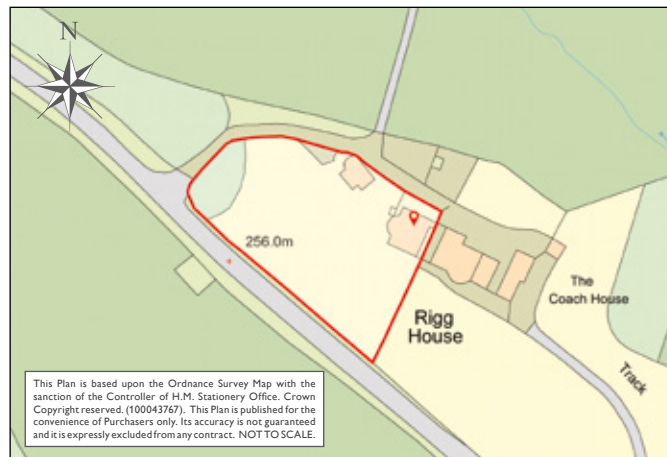 N
256.0m
The
Coach House
Rigg
House
Track
This Plan is based upon the Ordnance Survey Map with the
sanction of the Controller of H.M. Stationery Office. Crown
Copyright reserved. (100043767). This Plan is published for the
convenience of Purchasers only. Its accuracy is not guaranteed
and it is expressly excluded from any contract. NOT TO SCALE.